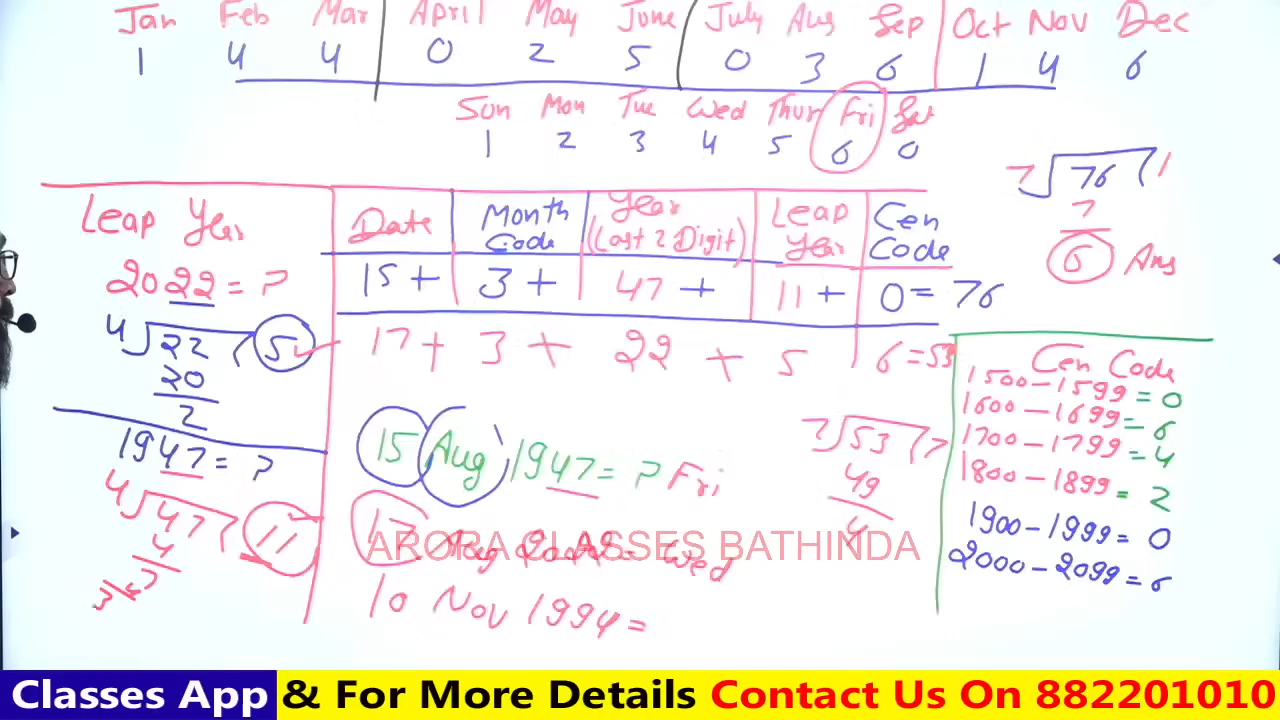 Jan Feb Mar April May June July Aug Sep Oct Nov Dec
1 4 4 0 2 5 0 3 6 1 4 6
Sun Mon Tue Wed Thur Fri Sat
1 2 3 4 5 6 0
7√76(1
7
6 Ans
Leap Year
2022 = ?
4√22(5
20
2
1947 = ?
4√47(11
4
3
Date Month Code Year (Last 2 Digit) Leap Year Cen Code
15 + 3 + 47 + 11 + 0 = 76
17 + 3 + 22 + 5 6 = 53
15 Aug 1947 = ? Fri
17 Aug 2022 = Wed
10 Nov 1994 =
7√53(7
49
4
Cen Code
1500 - 1599 = 0
1600 - 1699 = 6
1700 - 1799 = 4
1800 - 1899 = 2
1900 - 1999 = 0
2000 - 2099 = 6
ARORA CLASSES BATHINDA
Classes App & For More Details Contact Us On 882201010